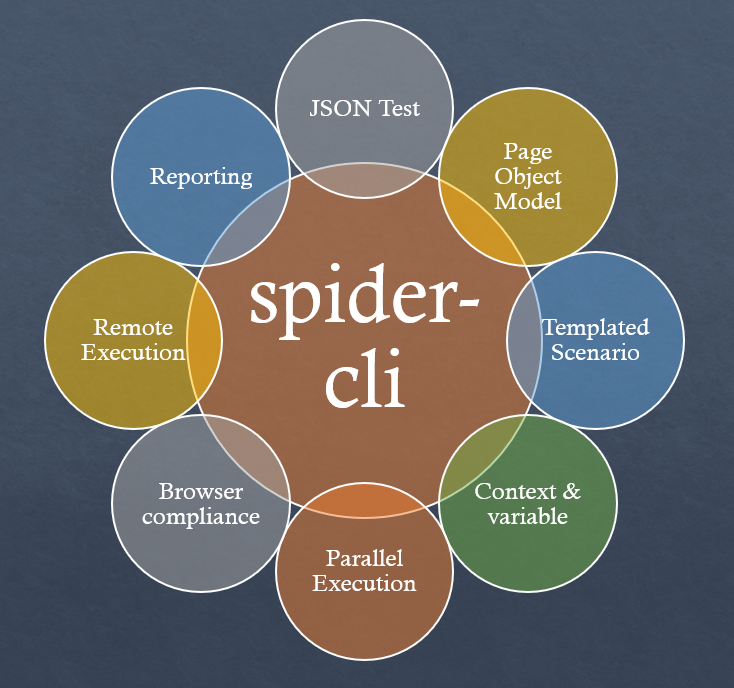 JSON Test
Page
Object
Model
Templated
Scenario
Context &
variable
Parallel
Execution
Browser
compliance
Remote
Execution
Reporting
spider-
cli